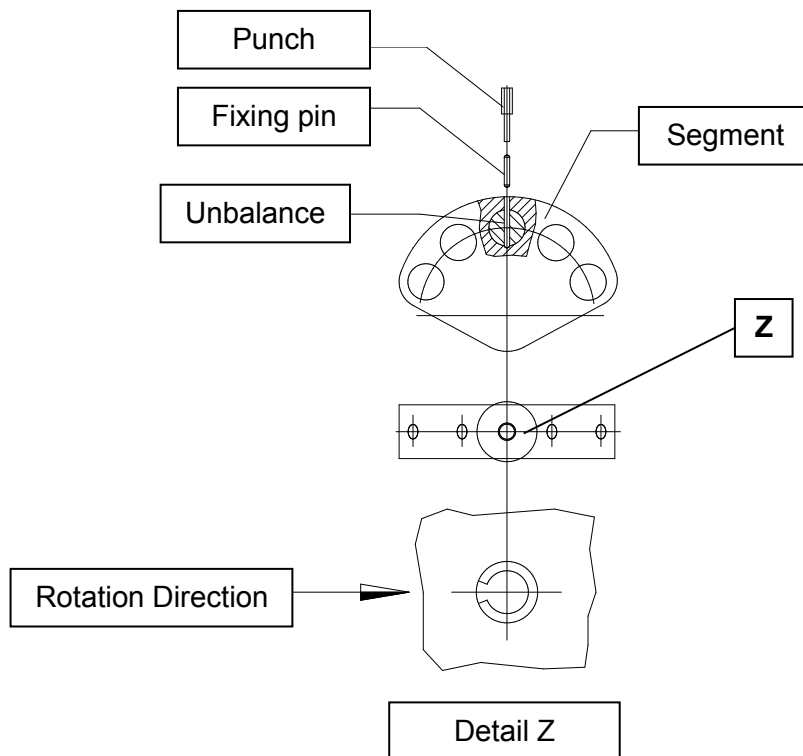 Punch
Fixing pin
Segment
Unbalance
Z
Rotation Direction
Detail Z